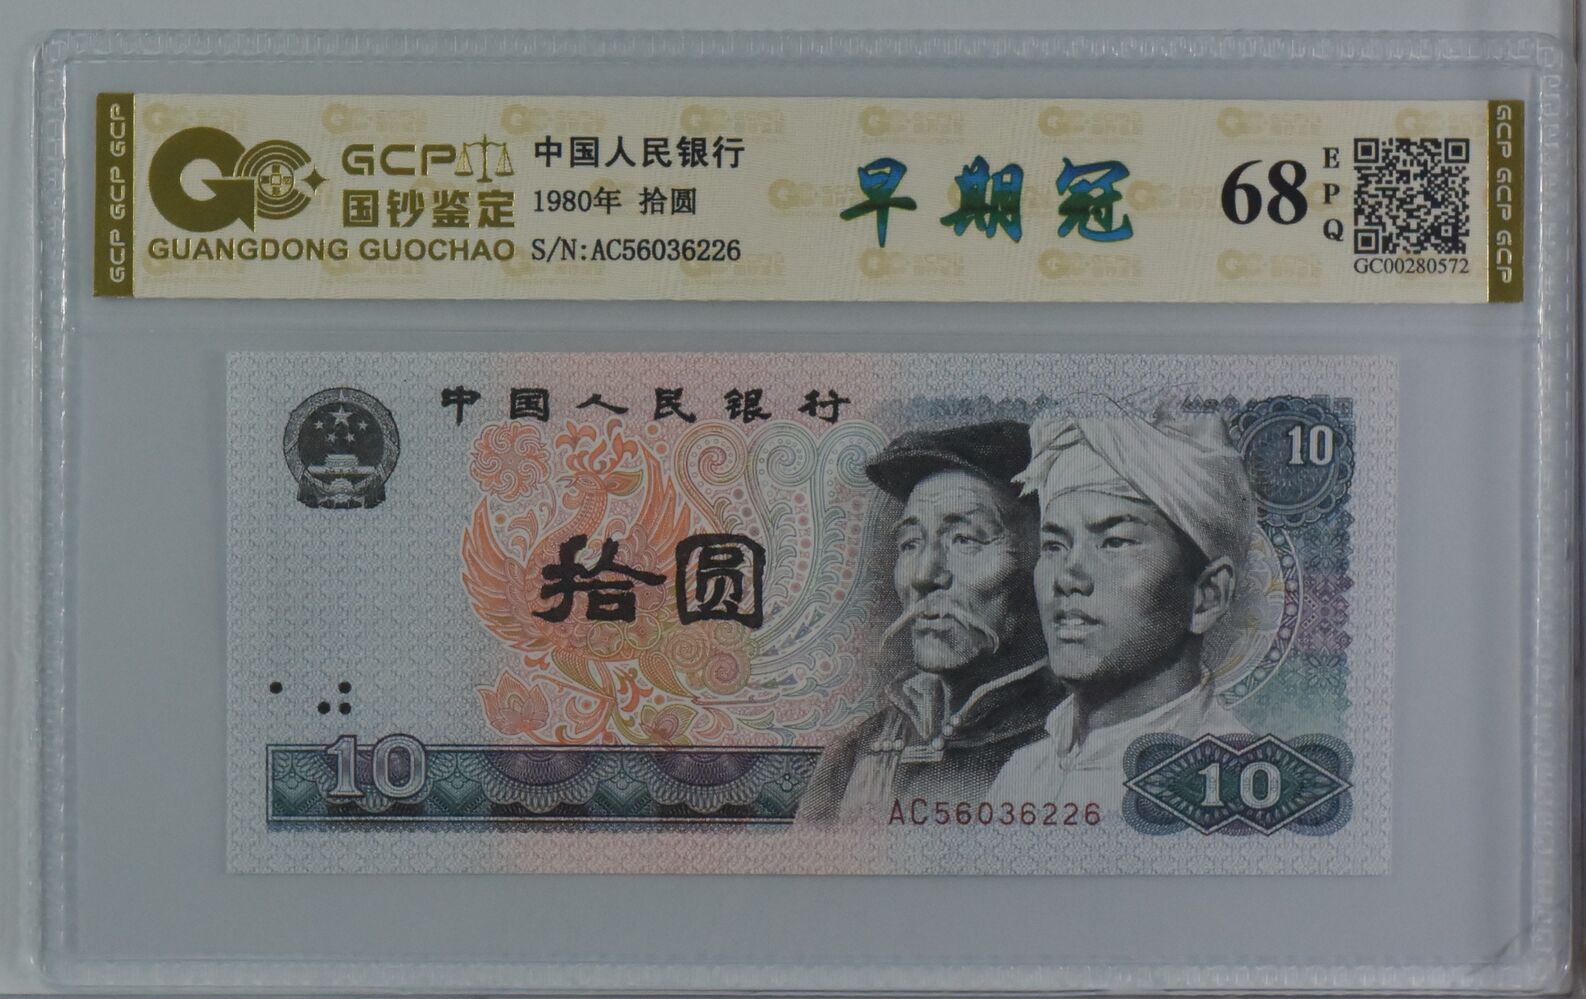 GCP GCP GCP
GCP
国钞鉴定
GUANGDONG GUOCHAO
中国人民银行
1980年 拾圆
S/N:AC56036226
早期冠
68
EPQ
GC00280572
GCP GCP GCP
中国人民银行
10
拾圆
10
AC56036226
10